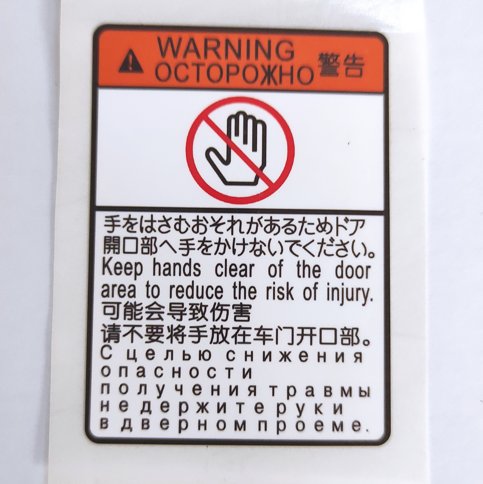 WARNING
ОСТОРОЖНО 警告
手をはさむおそれがあるためドア
開口部へ手をかけないでください。
Keep hands clear of the door
area to reduce the risk of injury.
可能会导致伤害
请不要将手放在车门开口部。
С целью снижения
опасности
получения травмы
не держите руки
в дверном проеме.